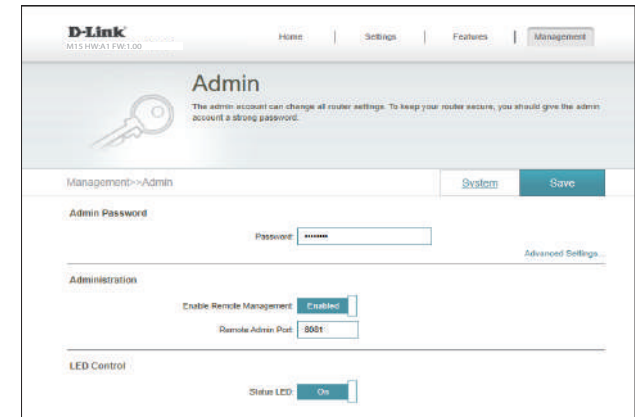 D-Link
M15 HW:A1 FW:1.00
Home | Settings | Features | Management
Admin
The admin account can change all router settings. To keep your router secure, you should give the admin
account a strong password.
Management>>Admin
System
Save
Admin Password
Password: ••••••••
Advanced Settings...
Administration
Enable Remote Management: Enabled
Remote Admin Port: 8081
LED Control
Status LED: On